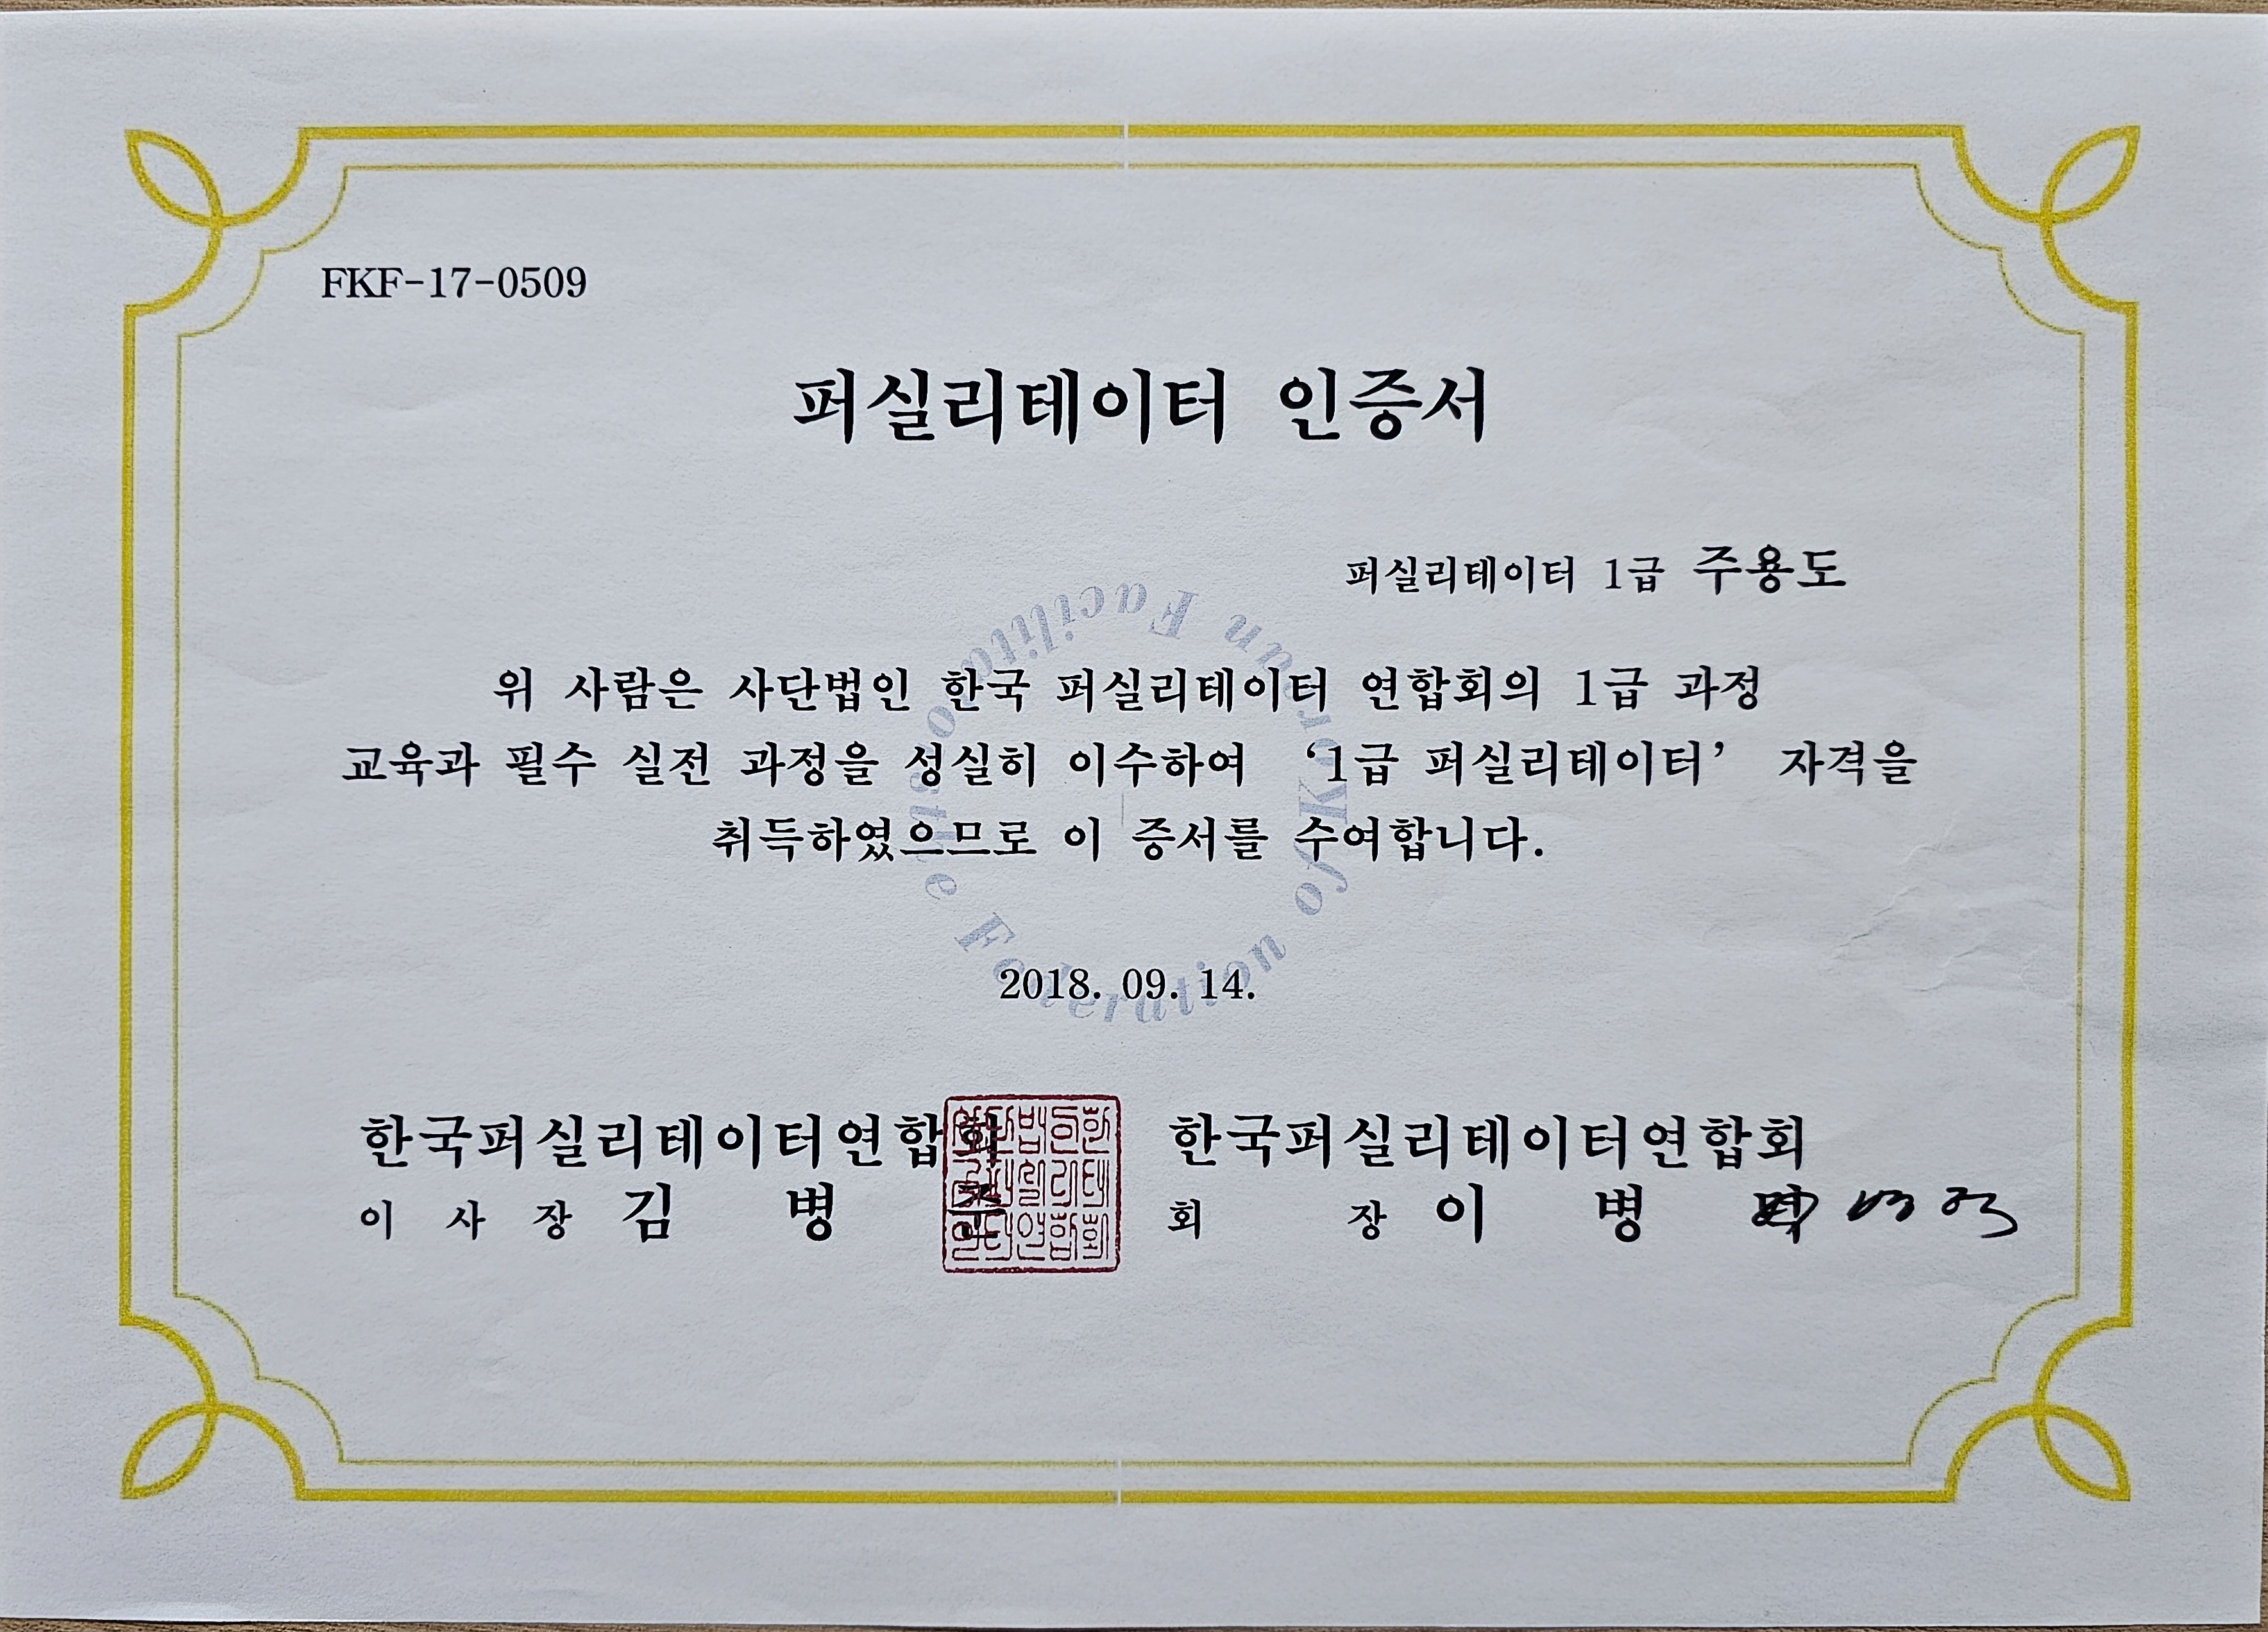 FKF-17-0509
퍼실리테이터 인증서
퍼실리테이터 1급 주용도
위 사람은 사단법인 한국 퍼실리테이터 연합회의 1급 과정
교육과 필수 실전 과정을 성실히 이수하여 ‘1급 퍼실리테이터’ 자격을
취득하였으므로 이 증서를 수여합니다.
the Federation of Korean Facilitators
2018. 09. 14.
한국퍼실리테이터연합회
이 사 장 김 병 준
한국퍼실리테이터연합회
회 장 이 병